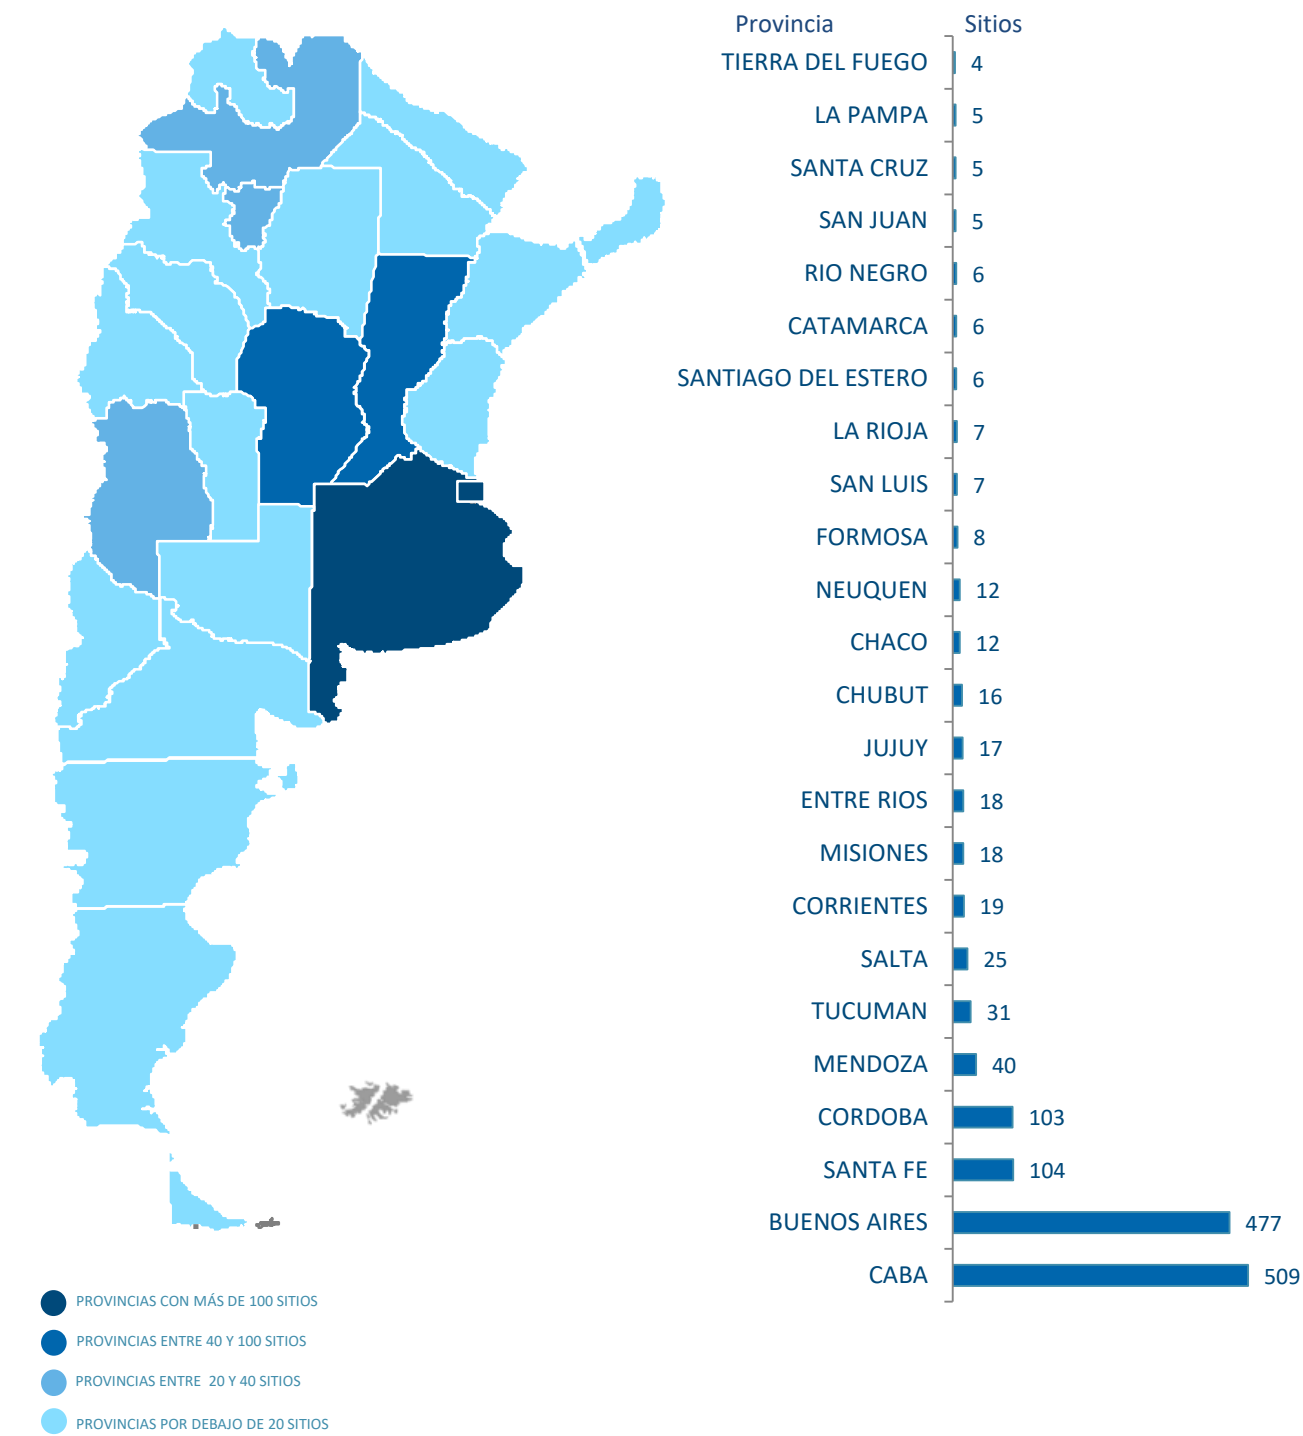 Provincia Sitios
TIERRA DEL FUEGO 4
LA PAMPA 5
SANTA CRUZ 5
SAN JUAN 5
RIO NEGRO 6
CATAMARCA 6
SANTIAGO DEL ESTERO 6
LA RIOJA 7
SAN LUIS 7
FORMOSA 8
NEUQUEN 12
CHACO 12
CHUBUT 16
JUJUY 17
ENTRE RIOS 18
MISIONES 18
CORRIENTES 19
SALTA 25
TUCUMAN 31
MENDOZA 40
CORDOBA 103
SANTA FE 104
BUENOS AIRES 477
CABA 509
PROVINCIAS CON MÁS DE 100 SITIOS
PROVINCIAS ENTRE 40 Y 100 SITIOS
PROVINCIAS ENTRE 20 Y 40 SITIOS
PROVINCIAS POR DEBAJO DE 20 SITIOS